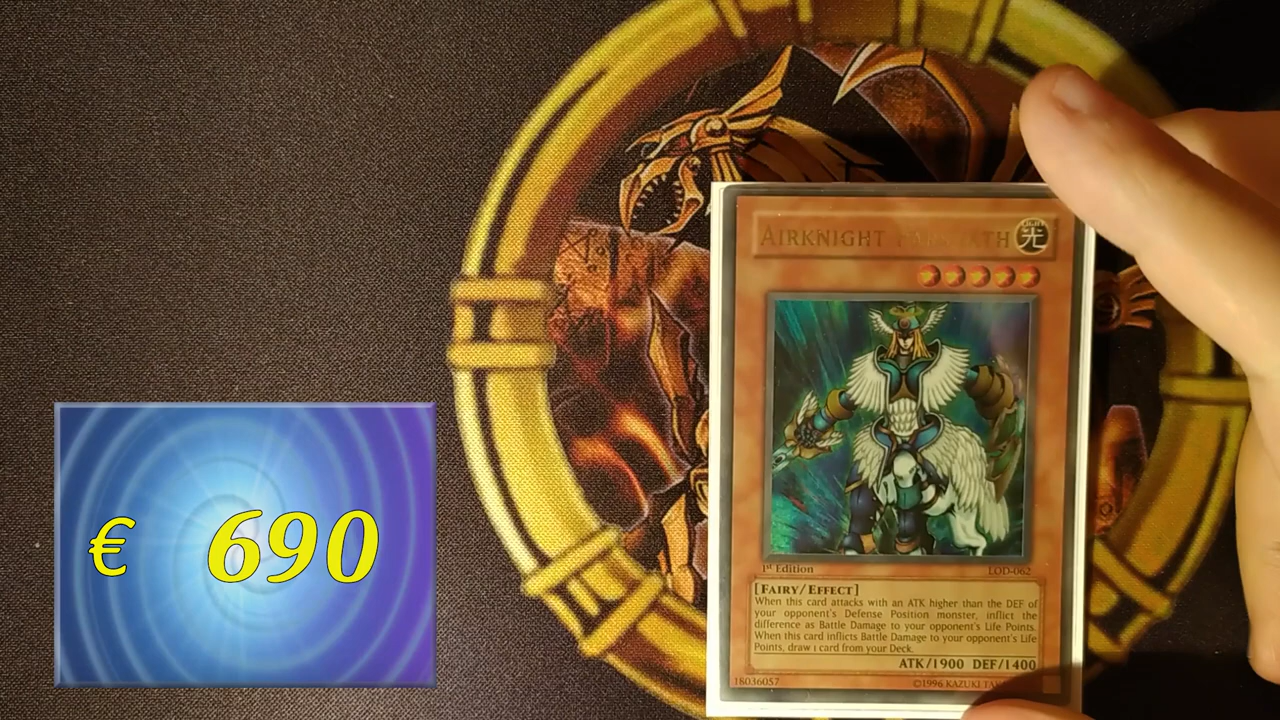 AIRKNIGHT PARSHATH
光
1st Edition
LOD-062
[FAIRY/EFFECT]
When this card attacks with an ATK higher than the DEF of
your opponent's Defense Position monster, inflict the
difference as Battle Damage to your opponent's Life Points.
When this card inflicts Battle Damage to your opponent's Life
Points, draw 1 card from your Deck.
ATK/1900 DEF/1400
18036057
©1996 KAZUKI
€ 690